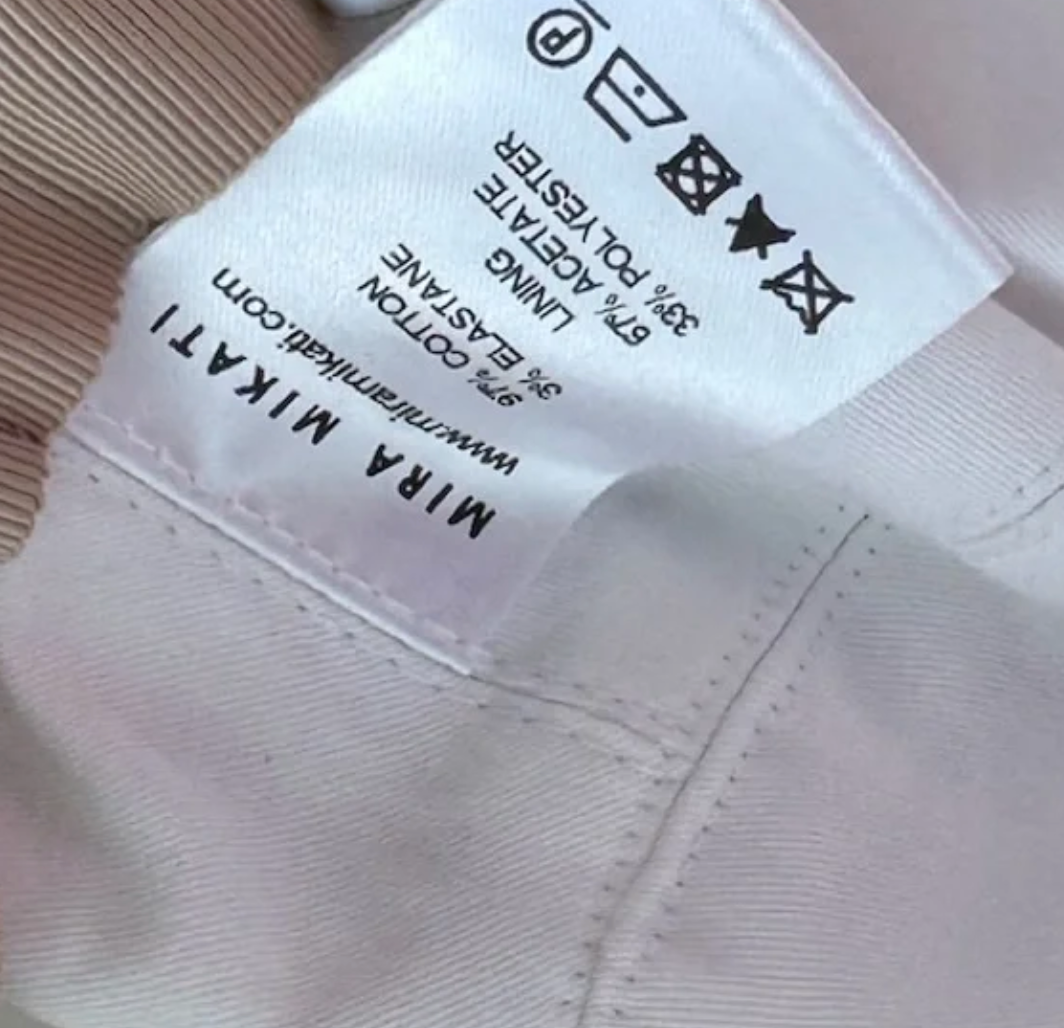 MIRA MIKATI
www.miramikati.com
97% COTTON
3% ELASTANE
LINING
67% ACETATE
33% POLYESTER
P